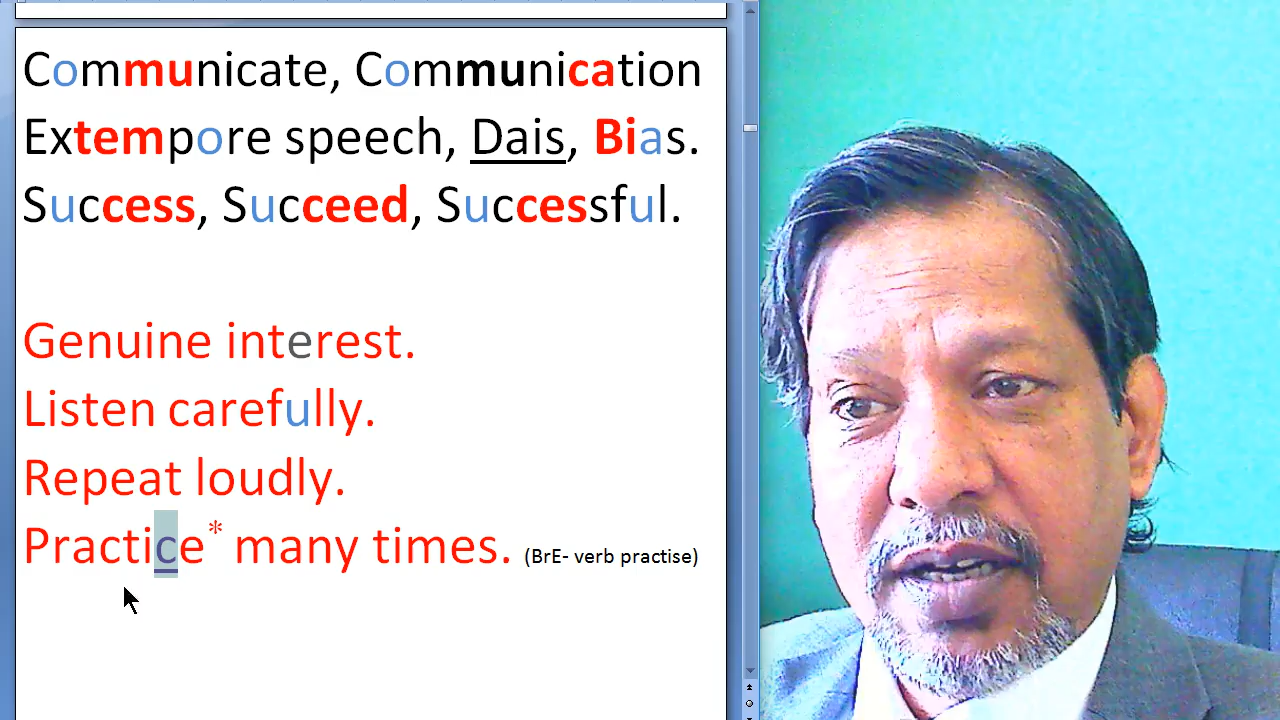 Communicate, Communication
Extempore speech, Dais, Bias.
Success, Succeed, Successful.
Genuine interest.
Listen carefully.
Repeat loudly.
Practice* many times. (BrE- verb practise)